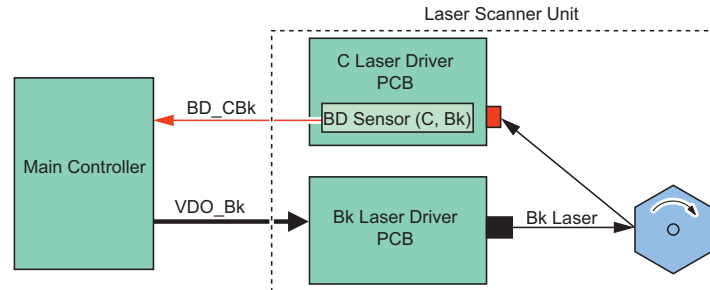 Laser Scanner Unit
C Laser Driver
PCB
BD_CBk
BD Sensor (C, Bk)
Main Controller
VDO_Bk
Bk Laser Driver
PCB
Bk Laser